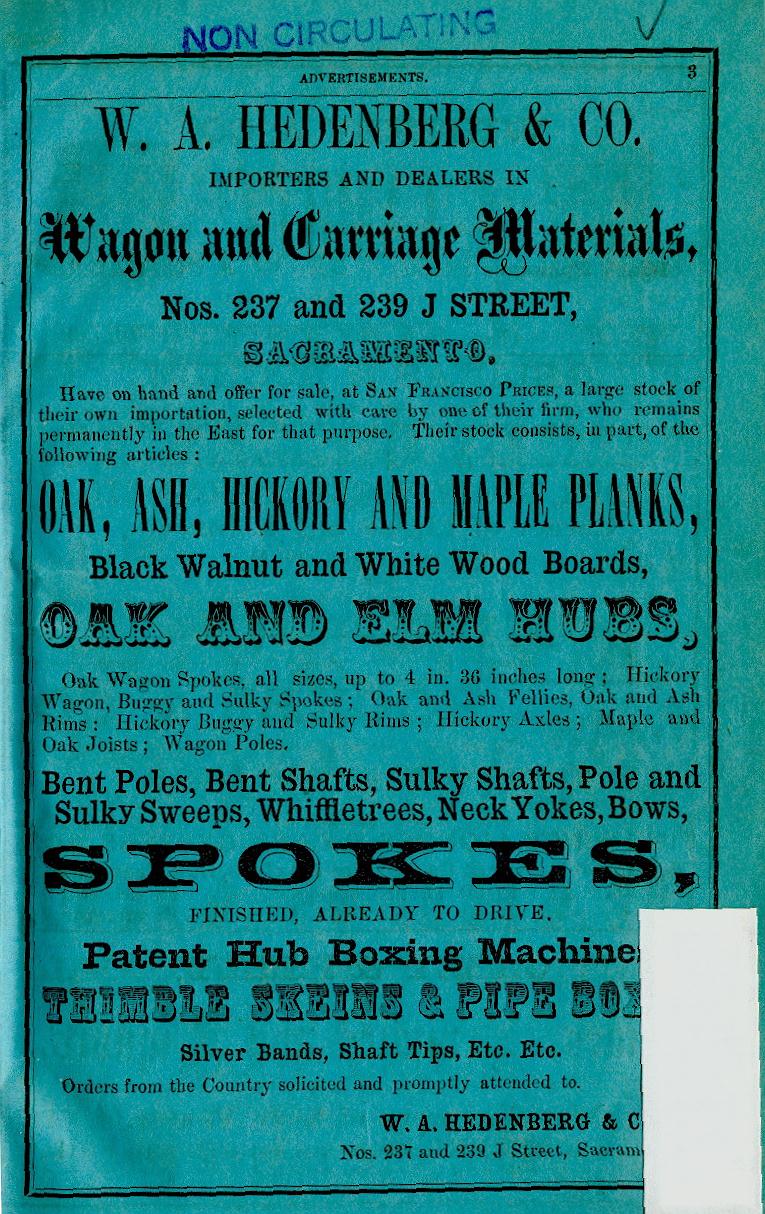 NON CIRCULATING
ADVERTISEMENTS. 3
W. A. HEDENBERG & CO.
IMPORTERS AND DEALERS IN
Wagon and Carriage Materials,
Nos. 237 and 239 J STREET,
SACRAMENTO,
Have on hand and offer for sale, at SAN FRANCISCO PRICES, a large stock of
their own importation, selected with care by one of their firm, who remains
permanently in the East for that purpose. Their stock consists, in part, of the
following articles :
OAK, ASH, HICKORY AND MAPLE PLANKS,
Black Walnut and White Wood Boards,
OAK AND ELM HUBS,
Oak Wagon Spokes, all sizes, up to 4 in. 36 inches long ; Hickory
Wagon, Buggy and Sulky Spokes ; Oak and Ash Fellies, Oak and Ash
Rims : Hickory Buggy and Sulky Rims ; Hickory Axles ; Maple and
Oak Joists ; Wagon Poles.
Bent Poles, Bent Shafts, Sulky Shafts, Pole and
Sulky Sweeps, Whiffletrees, Neck Yokes, Bows,
SPOKES,
FINISHED, ALREADY TO DRIVE.
Patent Hub Boxing Machine
THIMBLE SKEINS & PIPE BOX
Silver Bands, Shaft Tips, Etc. Etc.
Orders from the Country solicited and promptly attended to.
W. A. HEDENBERG & C
Nos. 237 and 239 J Street, Sacram